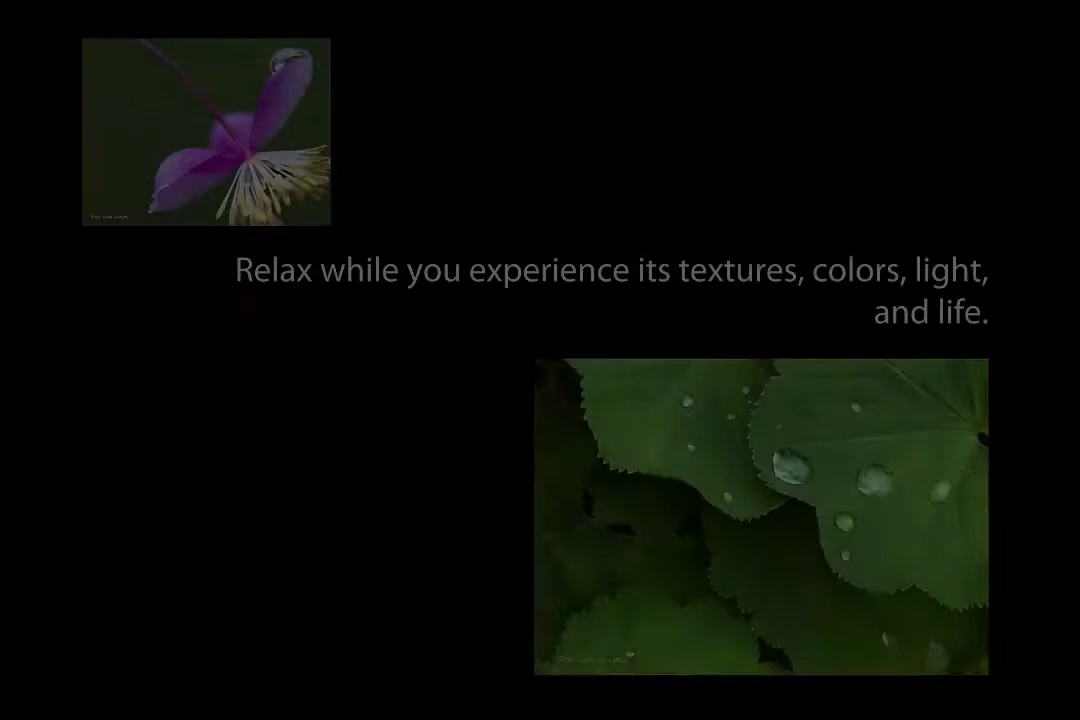 Relax while you experience its textures, colors, light,
and life.